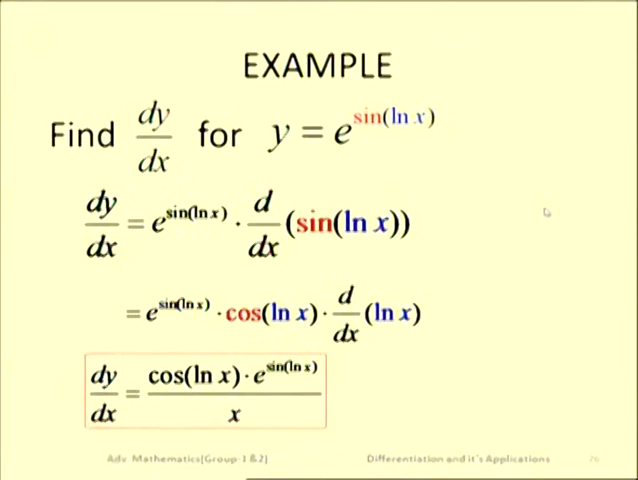 EXAMPLE
Find dy/dx for y = e^sin(ln x)
dy/dx = e^sin(ln x) · d/dx (sin(ln x))
= e^sin(ln x) · cos(ln x) · d/dx (ln x)
dy/dx = cos(ln x) · e^sin(ln x) / x
Adv. Mathematics[Group-1 &2] Differentiation and it's Applications 26